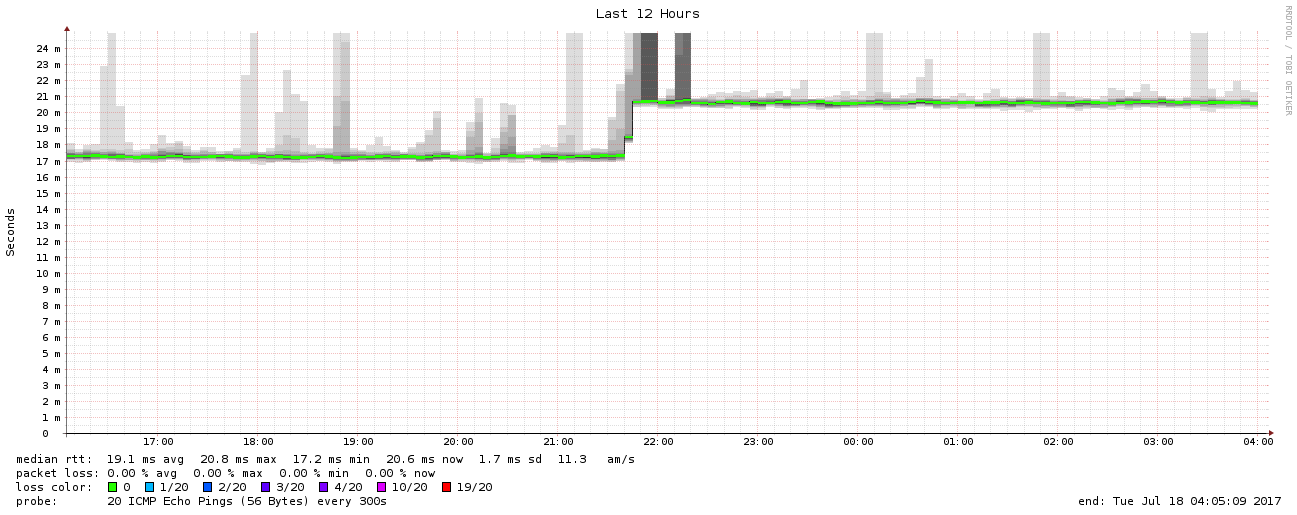 Last 12 Hours
RRDTOOL / TOBI OETIKER
Seconds
24 m
23 m
22 m
21 m
20 m
19 m
18 m
17 m
16 m
15 m
14 m
13 m
12 m
11 m
10 m
9 m
8 m
7 m
6 m
5 m
4 m
3 m
2 m
1 m
0
17:00 18:00 19:00 20:00 21:00 22:00 23:00 00:00 01:00 02:00 03:00 04:00
median rtt: 19.1 ms avg 20.8 ms max 17.2 ms min 20.6 ms now 1.7 ms sd 11.3 am/s
packet loss: 0.00 % avg 0.00 % max 0.00 % min 0.00 % now
loss color: 0 1/20 2/20 3/20 4/20 10/20 19/20
probe: 20 ICMP Echo Pings (56 Bytes) every 300s end: Tue Jul 18 04:05:09 2017